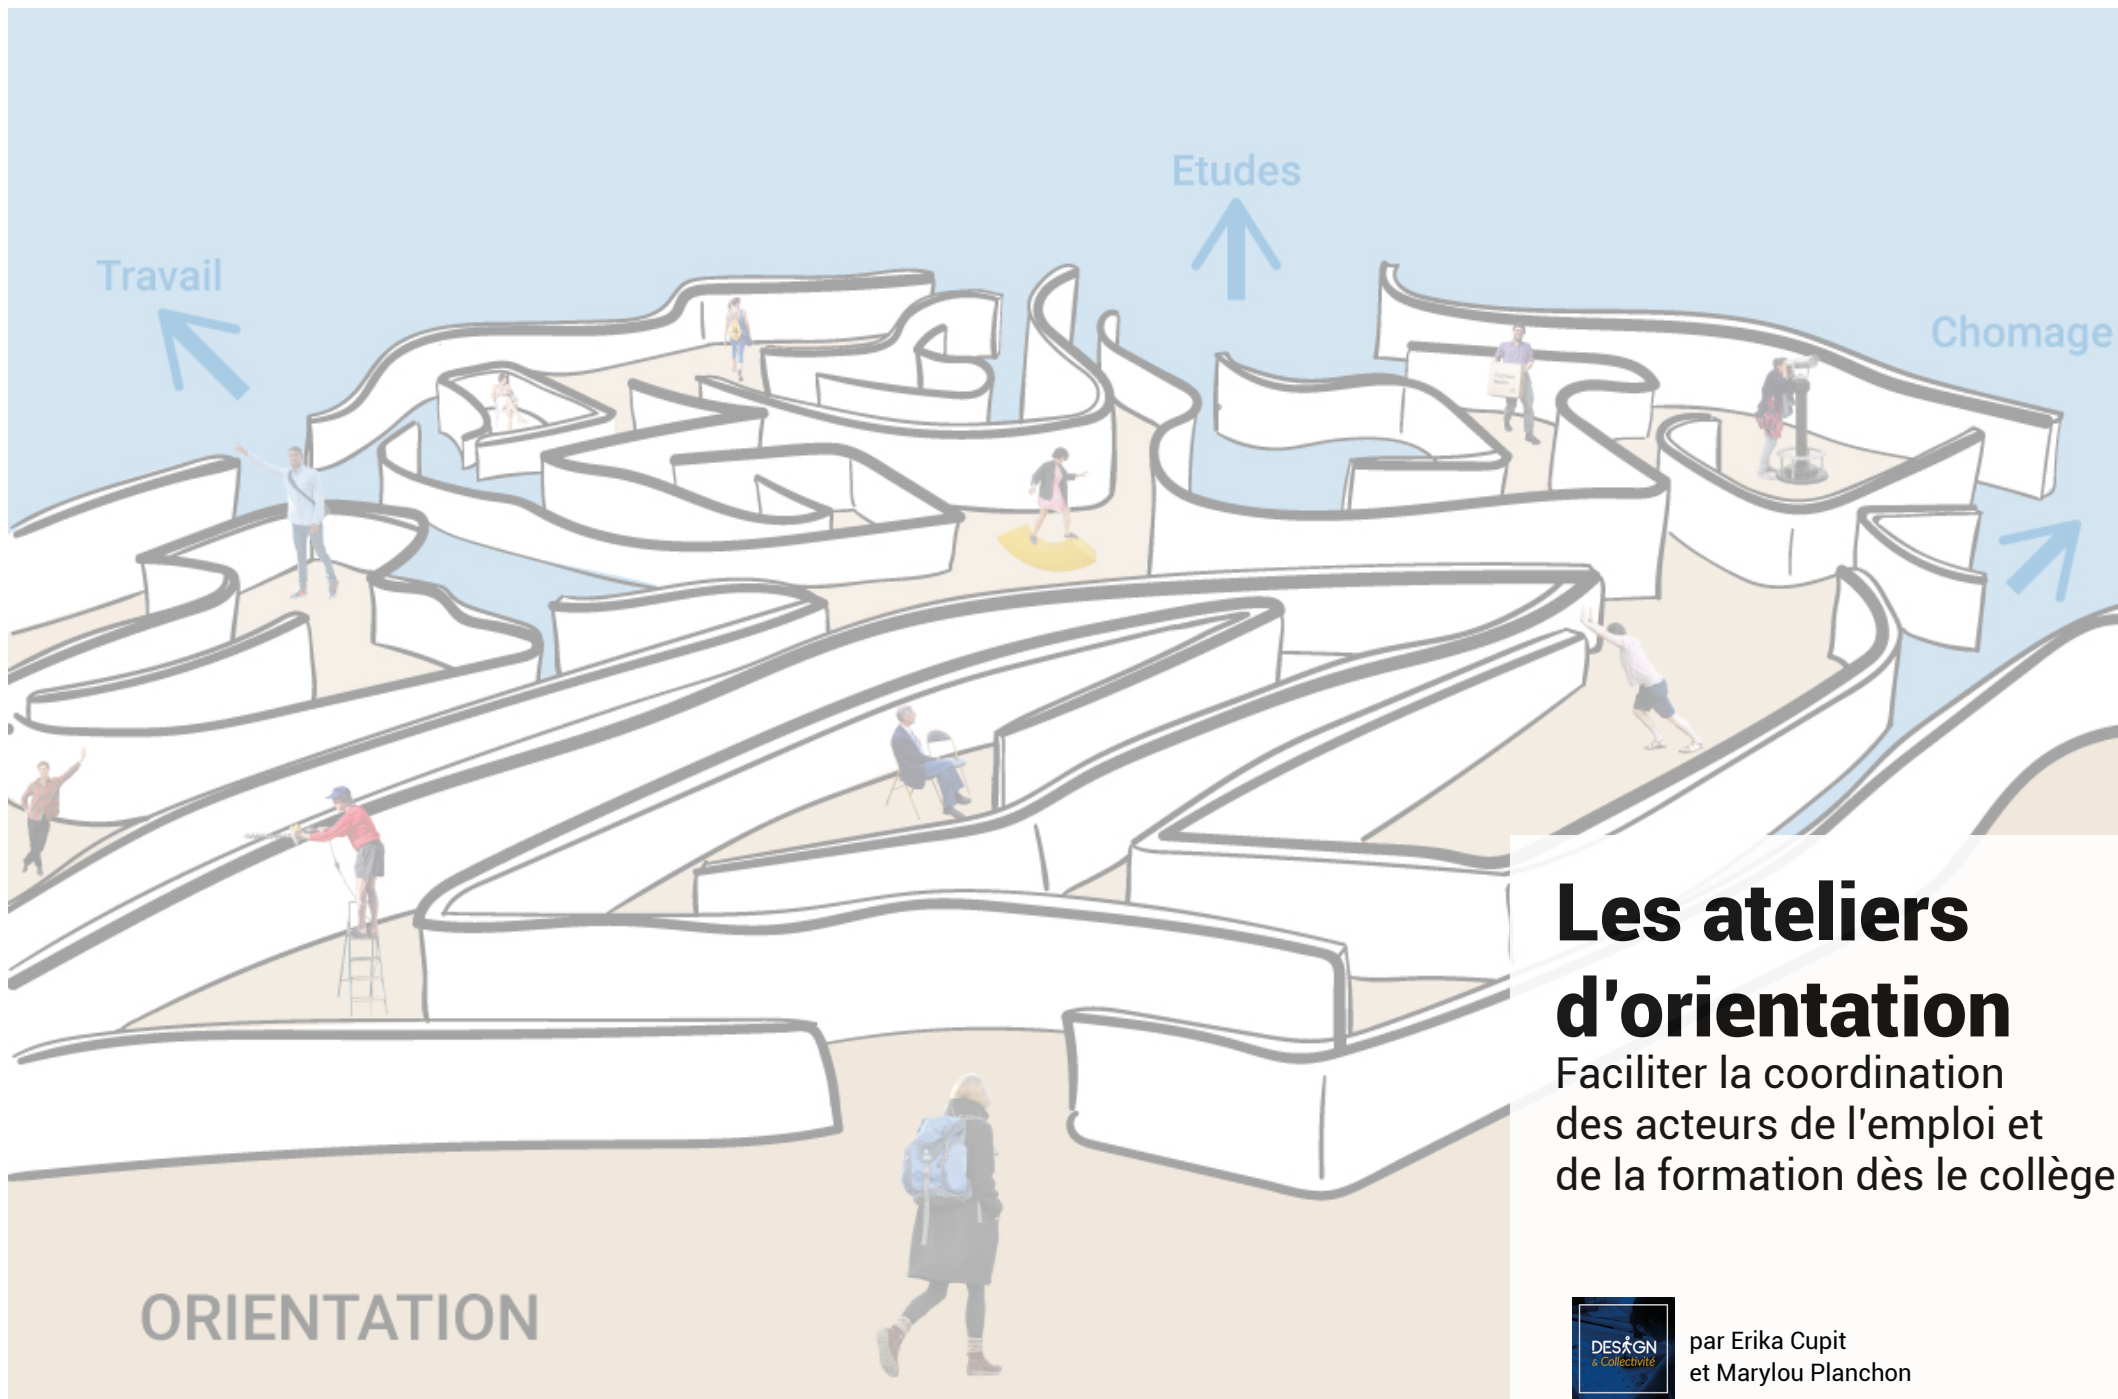 Etudes
Travail
Chomage
Les ateliers
d'orientation
Faciliter la coordination
des acteurs de l'emploi et
de la formation dès le collège
ORIENTATION
DESIGN
& Collectivité
par Erika Cupit
et Marylou Planchon